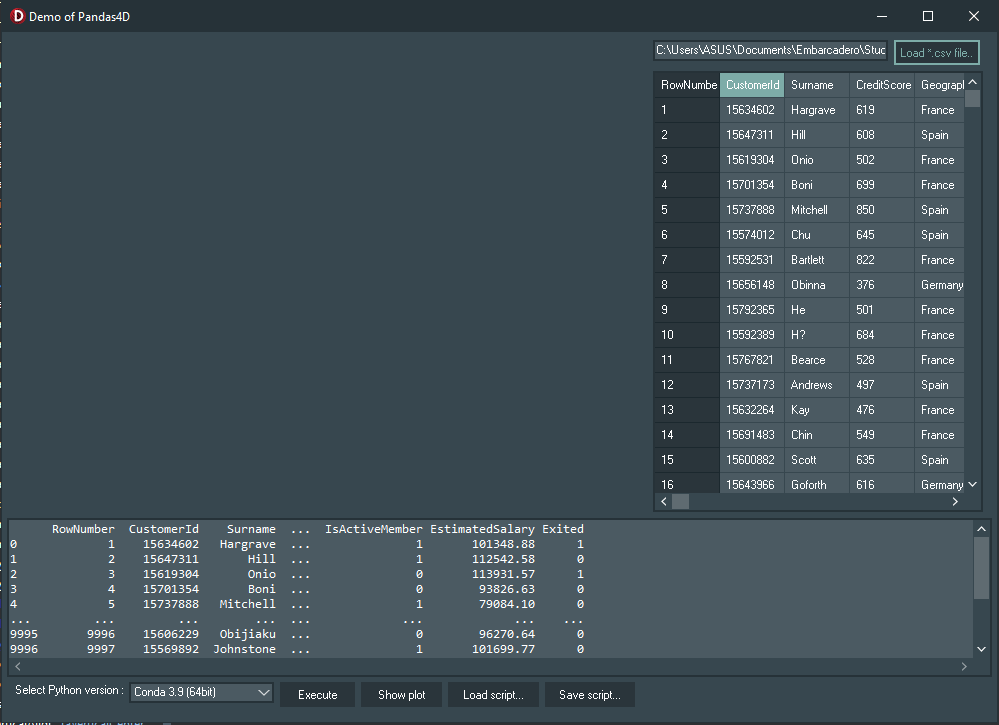 Demo of Pandas4D
C:\Users\ASUS\Documents\Embarcadero\Stuc Load *.csv file..
RowNumbe CustomerId Surname CreditScore Geograpl
1 15634602 Hargrave 619 France
2 15647311 Hill 608 Spain
3 15619304 Onio 502 France
4 15701354 Boni 699 France
5 15737888 Mitchell 850 Spain
6 15574012 Chu 645 Spain
7 15592531 Bartlett 822 France
8 15656148 Obinna 376 Germany
9 15792365 He 501 France
10 15592389 H? 684 France
11 15767821 Bearce 528 France
12 15737173 Andrews 497 Spain
13 15632264 Kay 476 France
14 15691483 Chin 549 France
15 15600882 Scott 635 Spain
16 15643966 Goforth 616 Germany
RowNumber CustomerId Surname ... IsActiveMember EstimatedSalary Exited
0 1 15634602 Hargrave ... 1 101348.88 1
1 2 15647311 Hill ... 1 112542.58 0
2 3 15619304 Onio ... 0 113931.57 1
3 4 15701354 Boni ... 0 93826.63 0
4 5 15737888 Mitchell ... 1 79084.10 0
... ... ... ... ... ... ... ...
9995 9996 15606229 Obijiaku ... 0 96270.64 0
9996 9997 15569892 Johnstone ... 1 101699.77 0
Select Python version : Conda 3.9 (64bit) Execute Show plot Load script... Save script...